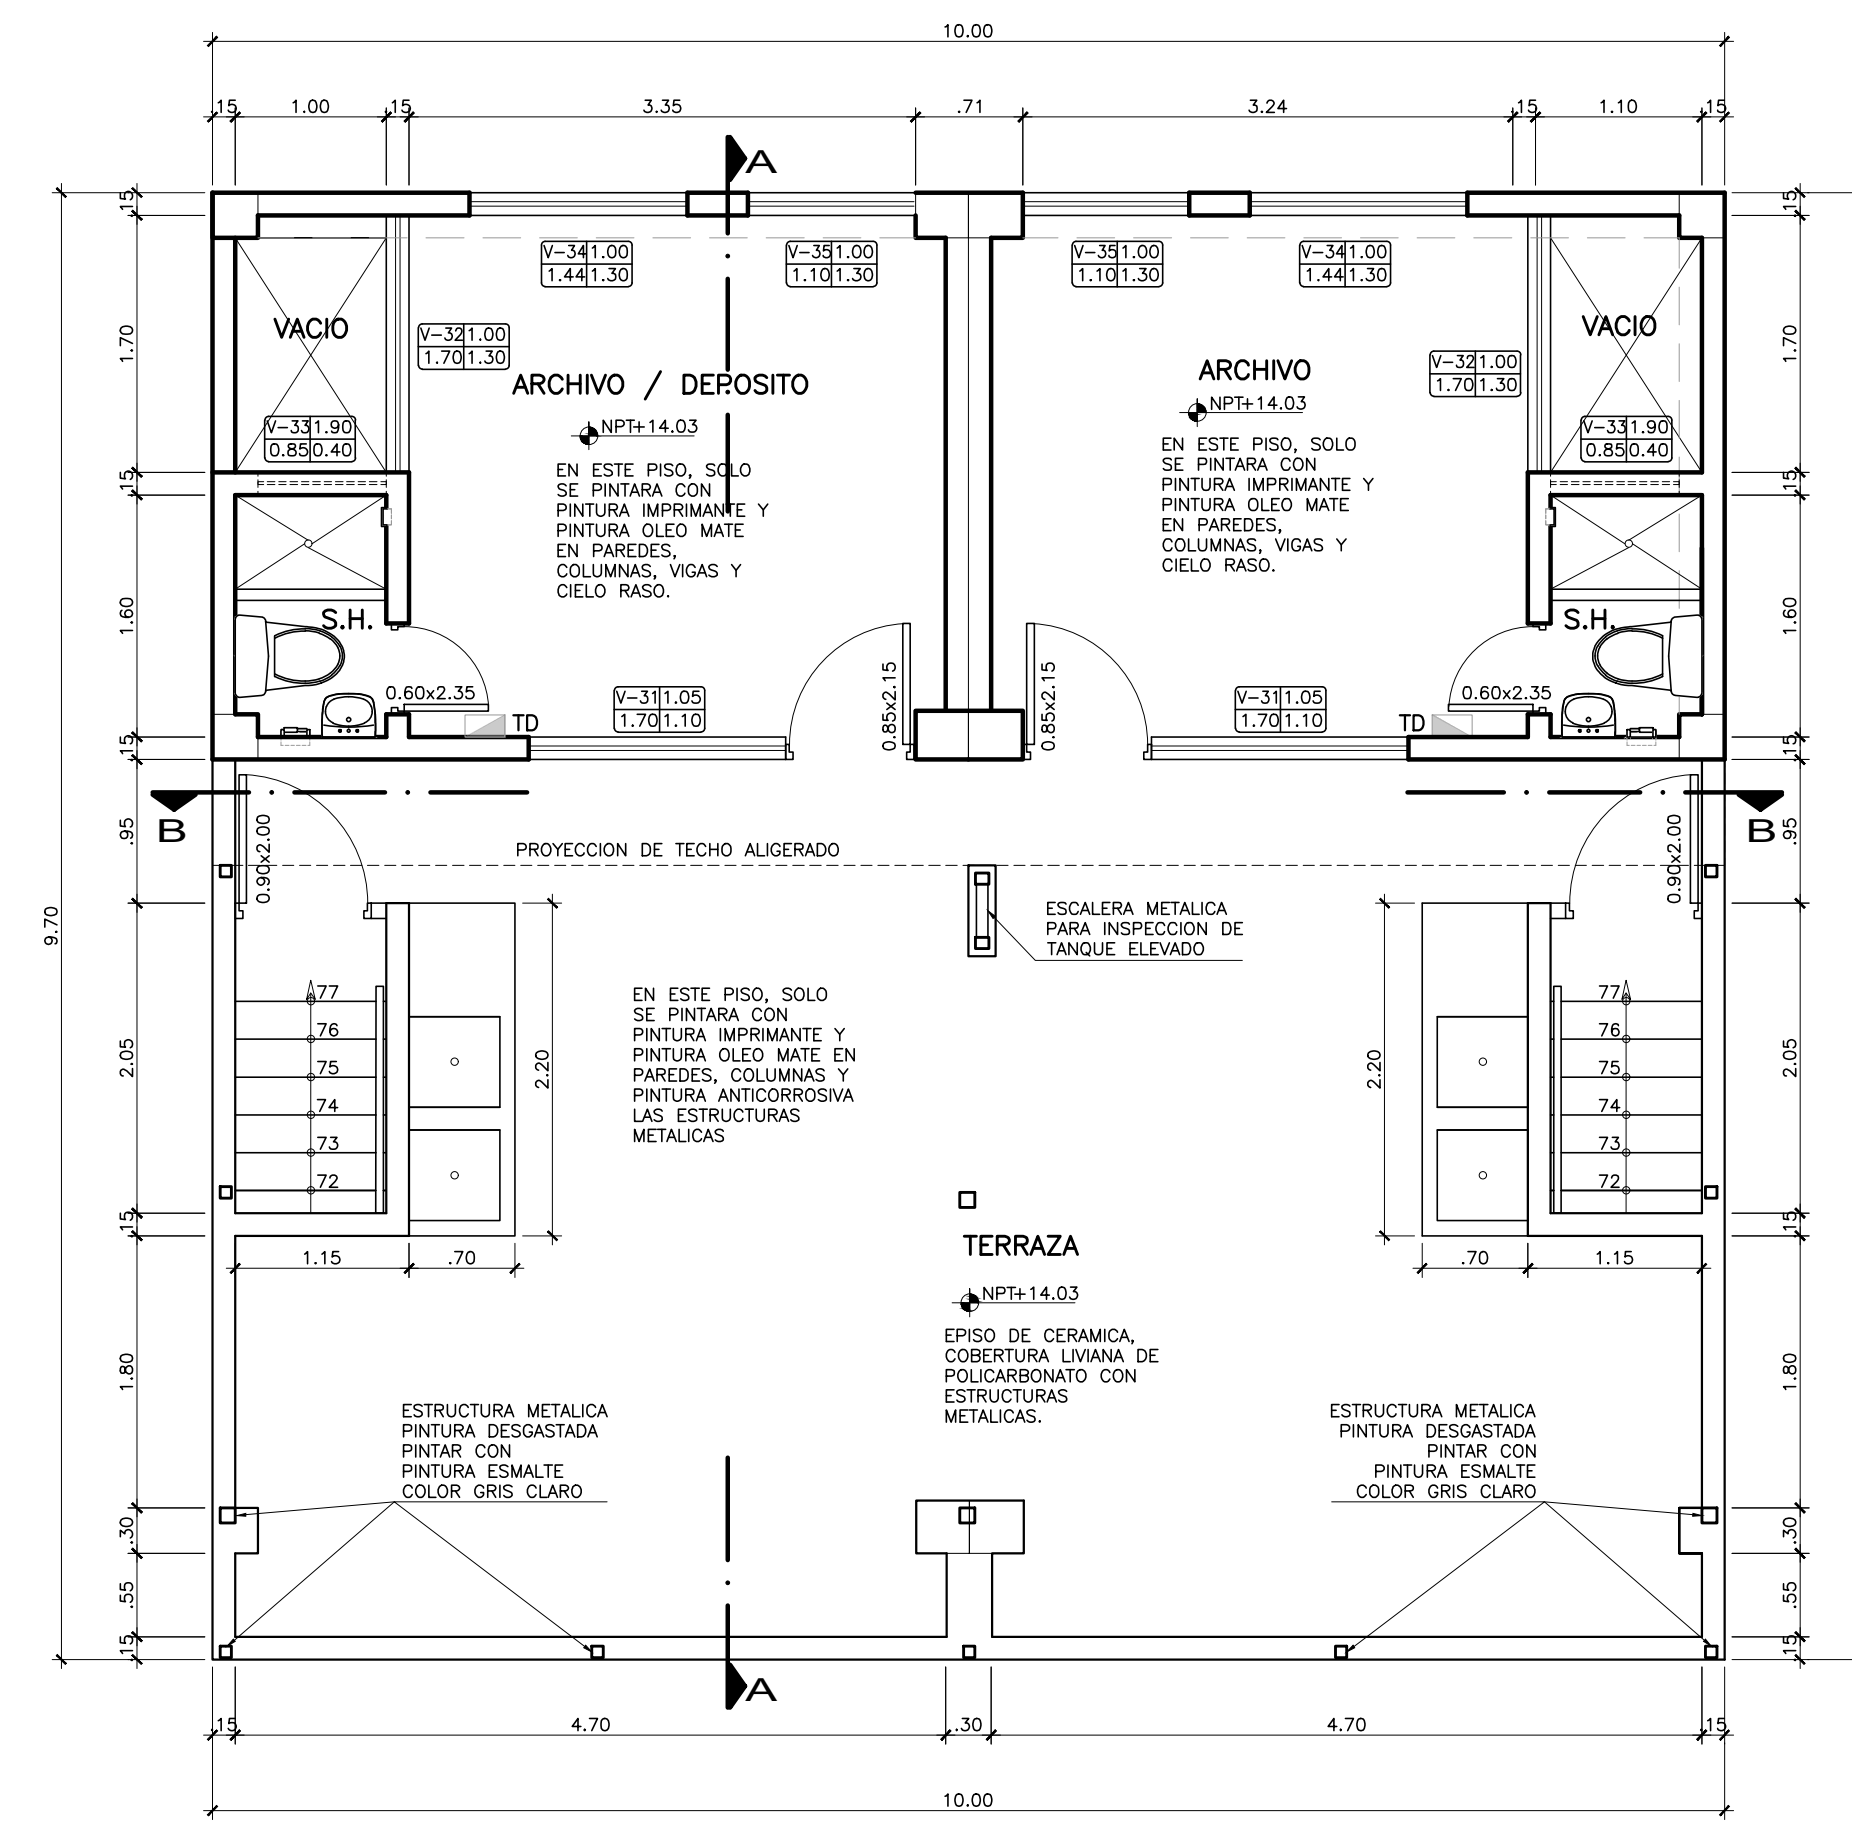 10.00
.15 1.00 .15 3.35 .71 3.24 .15 1.10 .15
A
.15
.15
V-34 1.00
1.44 1.30
V-35 1.00
1.10 1.30
V-35 1.00
1.10 1.30
V-34 1.00
1.44 1.30
VACIO
VACIO
V-32 1.00
1.70 1.30
V-32 1.00
1.70 1.30
1.70
1.70
ARCHIVO / DEPOSITO
NPT+14.03
EN ESTE PISO, SOLO
SE PINTARA CON
PINTURA IMPRIMANTE Y
PINTURA OLEO MATE
EN PAREDES,
COLUMNAS, VIGAS Y
CIELO RASO.
ARCHIVO
NPT+14.03
EN ESTE PISO, SOLO
SE PINTARA CON
PINTURA IMPRIMANTE Y
PINTURA OLEO MATE
EN PAREDES,
COLUMNAS, VIGAS Y
CIELO RASO.
V-33 1.90
0.85 0.40
V-33 1.90
0.85 0.40
.15
.15
1.60
1.60
S.H.
S.H.
0.60x2.35
0.60x2.35
TD
TD
V-31 1.05
1.70 1.10
V-31 1.05
1.70 1.10
0.85x2.15
0.85x2.15
.15
.15
B
B
.95
.95
0.90x2.00
0.90x2.00
9.70
PROYECCION DE TECHO ALIGERADO
ESCALERA METALICA
PARA INSPECCION DE
TANQUE ELEVADO
EN ESTE PISO, SOLO
SE PINTARA CON
PINTURA IMPRIMANTE Y
PINTURA OLEO MATE EN
PAREDES, COLUMNAS Y
PINTURA ANTICORROSIVA
LAS ESTRUCTURAS
METALICAS
77
76
75
74
73
72
77
76
75
74
73
72
2.05
2.20
2.20
2.05
.15
.15
1.15 .70
.70 1.15
TERRAZA
NPT+14.03
EPISO DE CERAMICA,
COBERTURA LIVIANA DE
POLICARBONATO CON
ESTRUCTURAS
METALICAS.
1.80
1.80
ESTRUCTURA METALICA
PINTURA DESGASTADA
PINTAR CON
PINTURA ESMALTE
COLOR GRIS CLARO
ESTRUCTURA METALICA
PINTURA DESGASTADA
PINTAR CON
PINTURA ESMALTE
COLOR GRIS CLARO
.30
.30
.55
.55
.15
.15
A
.15 4.70 .30 4.70 .15
10.00